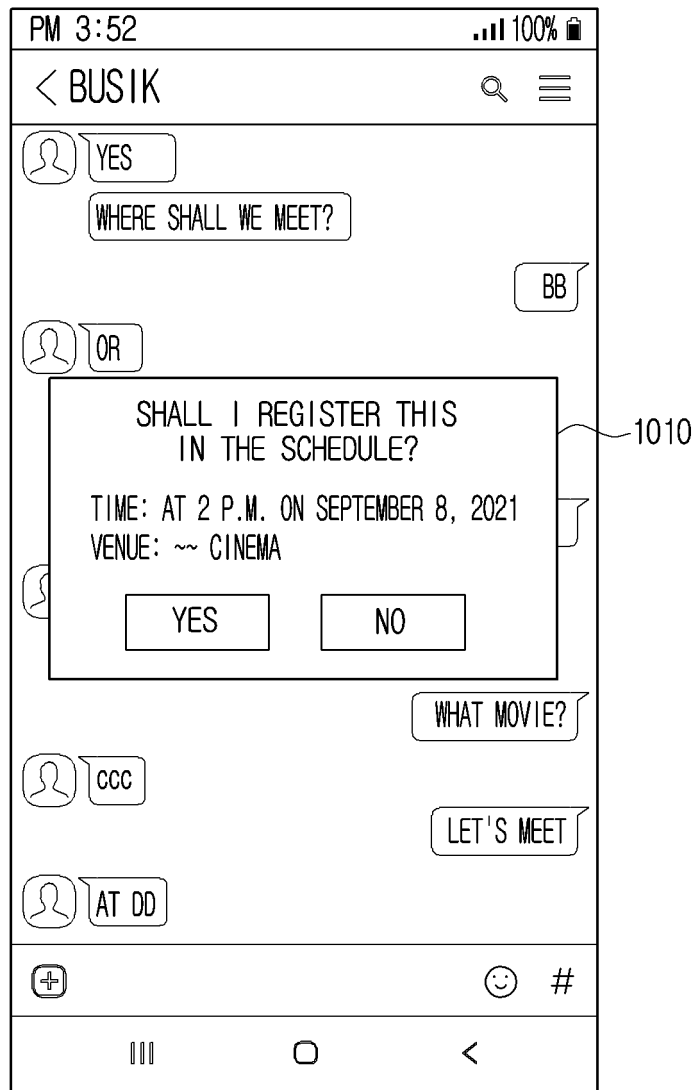 PM 3:52 100%
< BUSIK
YES
WHERE SHALL WE MEET?
BB
OR
SHALL I REGISTER THIS
IN THE SCHEDULE?
1010
TIME: AT 2 P.M. ON SEPTEMBER 8, 2021
VENUE: ~~ CINEMA
YES NO
WHAT MOVIE?
CCC
LET'S MEET
AT DD
#